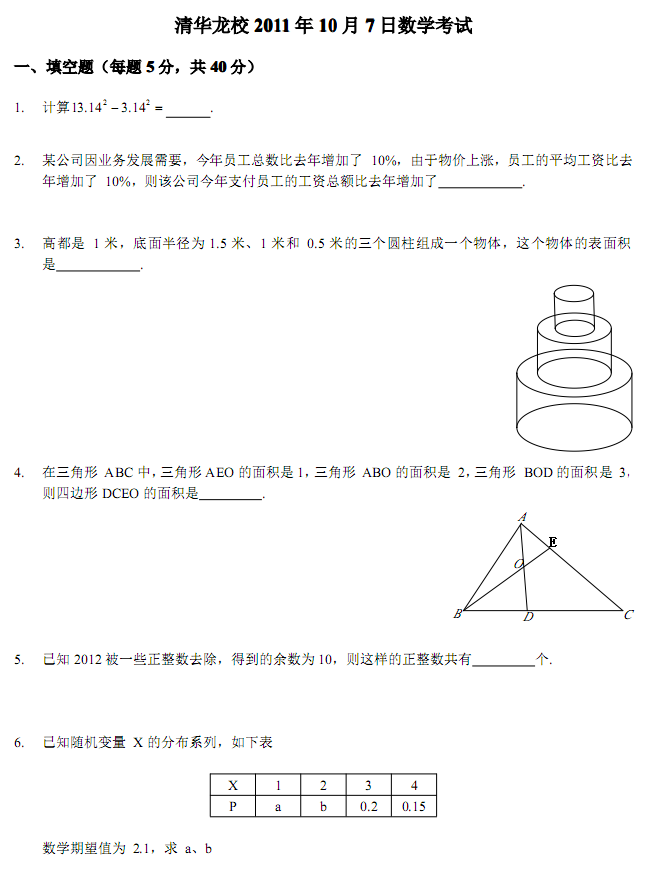 清华龙校 2011 年 10 月 7 日数学考试
一、填空题（每题 5 分，共 40 分）
1. 计算13.14² − 3.14² = ______.
2. 某公司因业务发展需要，今年员工总数比去年增加了 10%，由于物价上涨，员工的平均工资比去
年增加了 10%，则该公司今年支付员工的工资总额比去年增加了____________.
3. 高都是 1 米，底面半径为 1.5 米、1 米和 0.5 米的三个圆柱组成一个物体，这个物体的表面积
是____________.
4. 在三角形 ABC 中，三角形 AEO 的面积是 1，三角形 ABO 的面积是 2，三角形 BOD 的面积是 3，
则四边形 DCEO 的面积是_________.
A
E
O
B
D
C
5. 已知 2012 被一些正整数去除，得到的余数为 10，则这样的正整数共有_________个.
6. 已知随机变量 X 的分布系列，如下表
X 1 2 3 4
P a b 0.2 0.15
数学期望值为 2.1，求 a、b